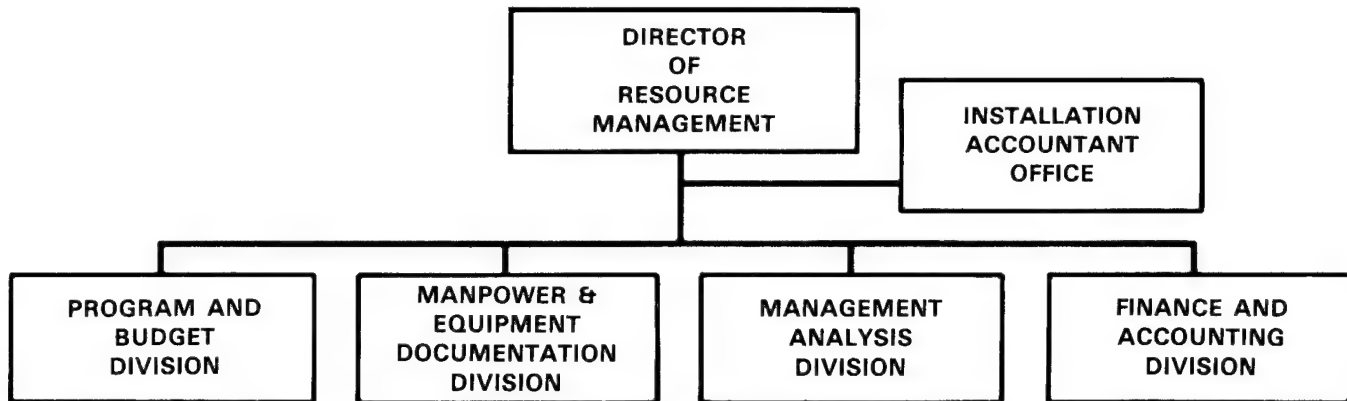 DIRECTOR
OF
RESOURCE
MANAGEMENT
INSTALLATION
ACCOUNTANT
OFFICE
PROGRAM AND
BUDGET
DIVISION
MANPOWER &
EQUIPMENT
DOCUMENTATION
DIVISION
MANAGEMENT
ANALYSIS
DIVISION
FINANCE AND
ACCOUNTING
DIVISION